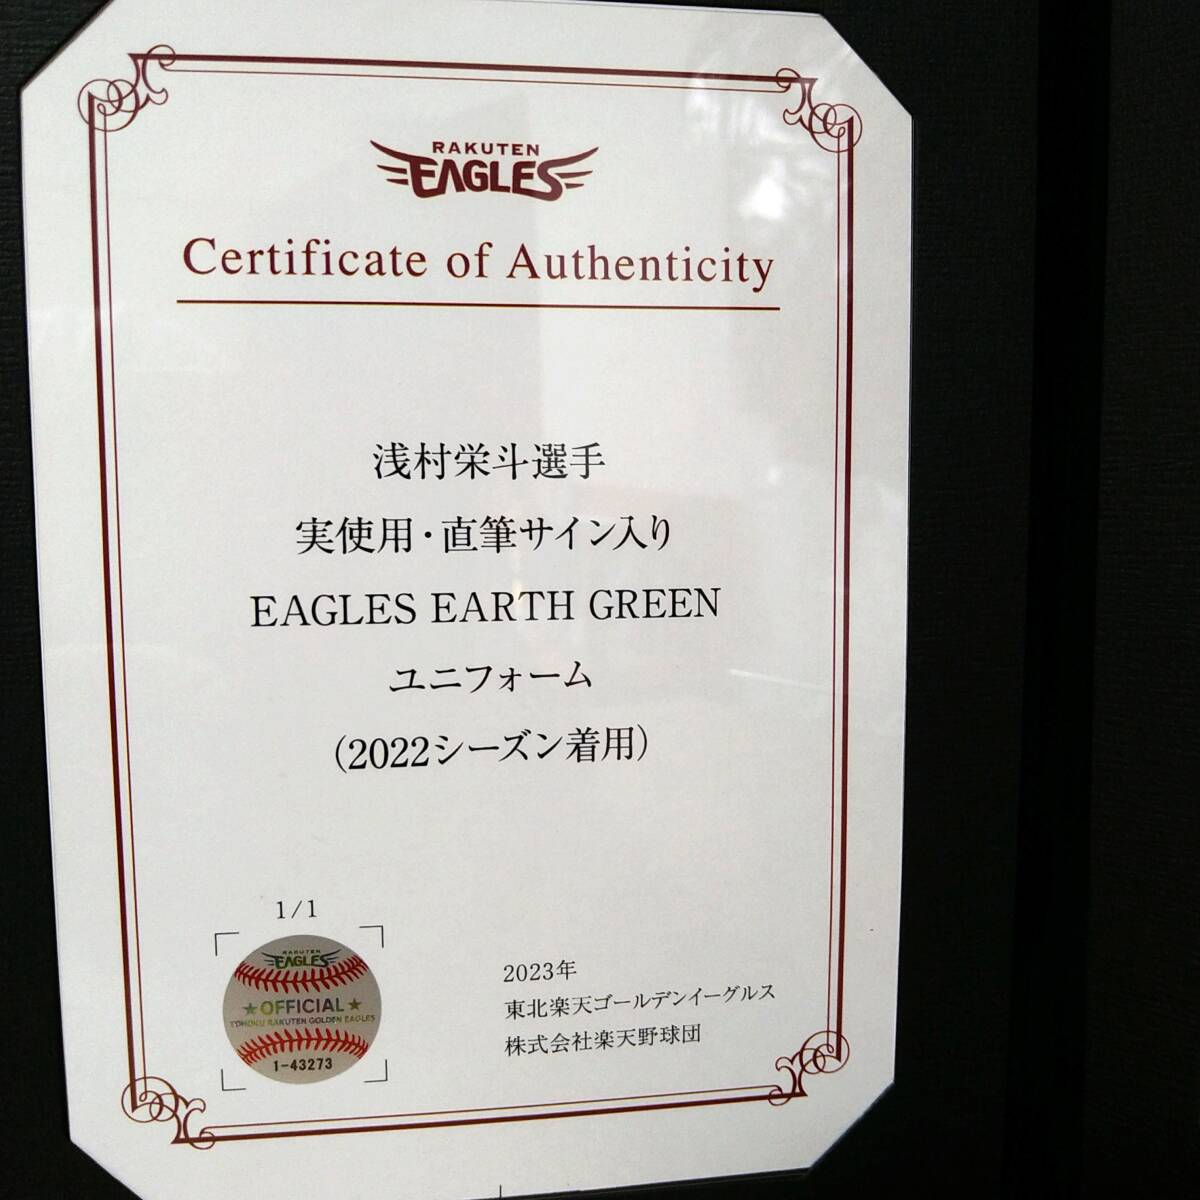 RAKUTEN
EAGLES
Certificate of Authenticity
浅村栄斗選手
実使用・直筆サイン入り
EAGLES EARTH GREEN
ユニフォーム
(2022シーズン着用)
1/1
RAKUTEN
EAGLES
★OFFICIAL★
TOHOKU RAKUTEN GOLDEN EAGLES
1-43273
2023年
東北楽天ゴールデンイーグルス
株式会社楽天野球団